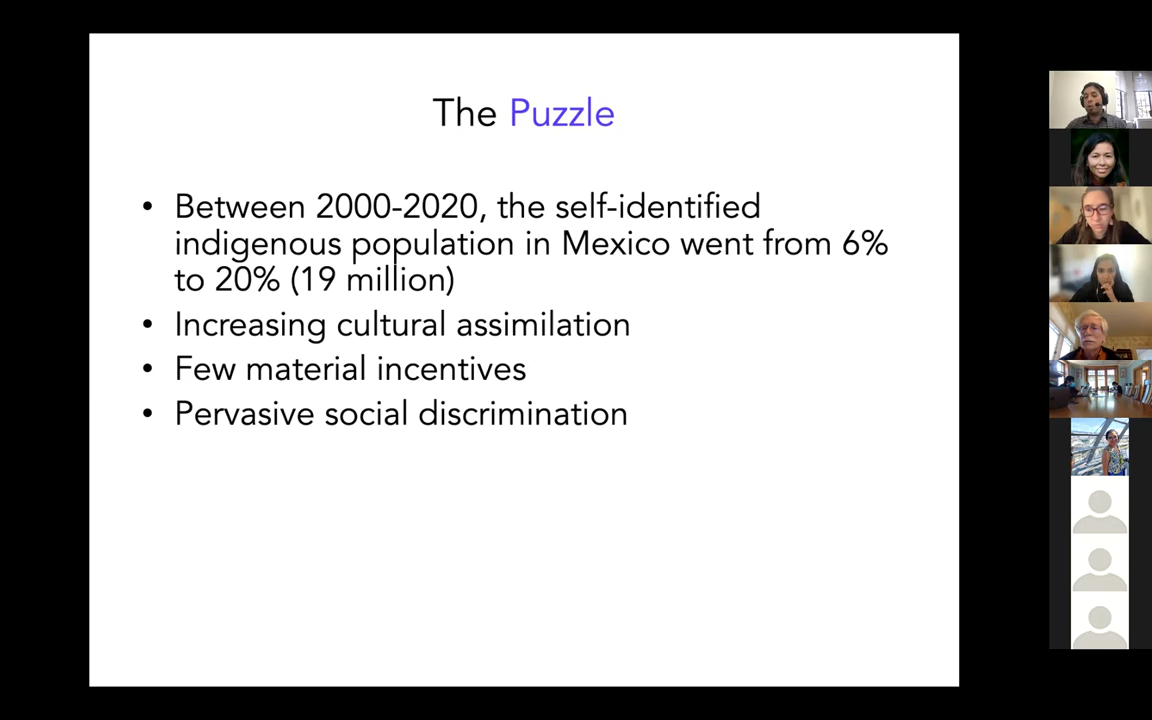 The Puzzle
• Between 2000-2020, the self-identified
indigenous population in Mexico went from 6%
to 20% (19 million)
• Increasing cultural assimilation
• Few material incentives
• Pervasive social discrimination